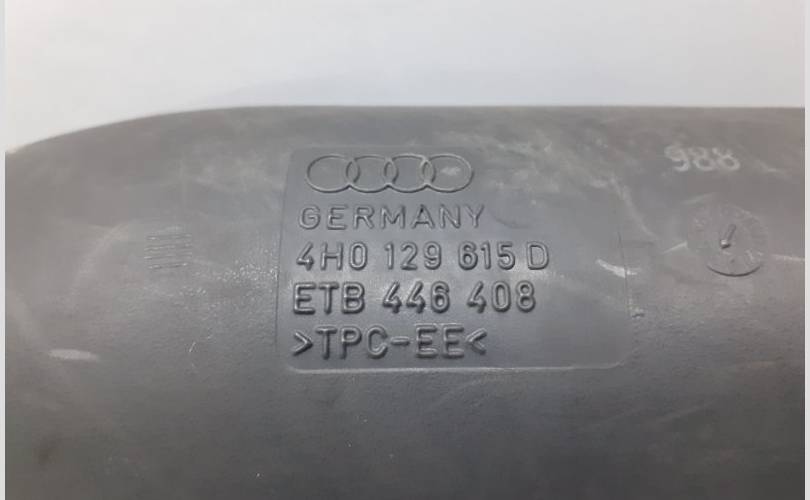 988
GERMANY
4H0 129 615 D
ETB 446 408
>TPC-EE<